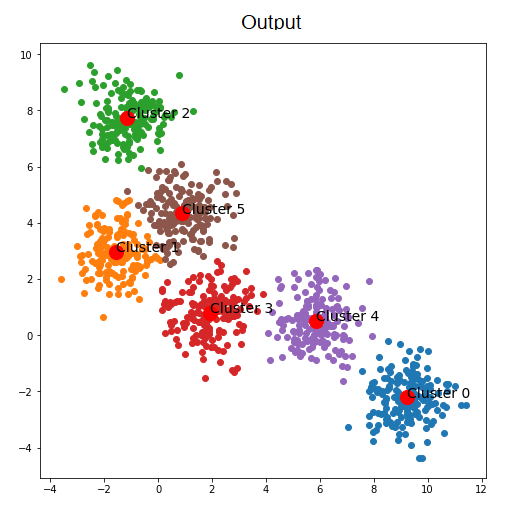 Output
10
8
6
4
2
0
−2
−4
Cluster 2
Cluster 5
Cluster 1
Cluster 3
Cluster 4
Cluster 0
−4 −2 0 2 4 6 8 10 12